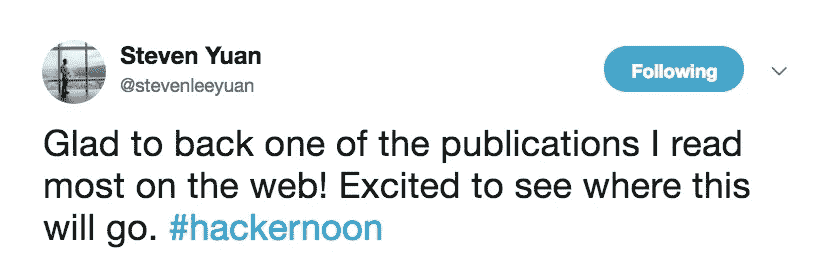 Steven Yuan
@stevenleeyuan
Following
Glad to back one of the publications I read
most on the web! Excited to see where this
will go. #hackernoon